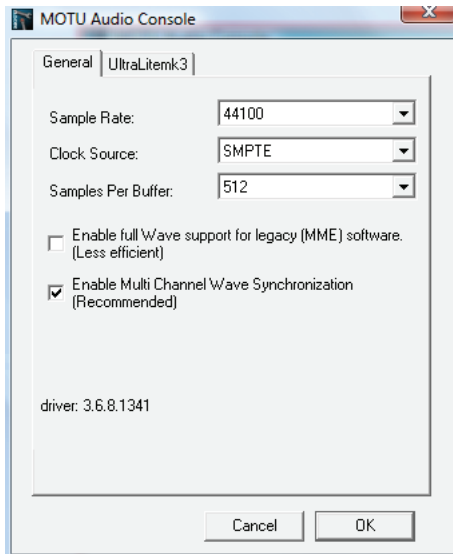 MOTU Audio Console
General UltraLitemk3
Sample Rate: 44100
Clock Source: SMPTE
Samples Per Buffer: 512
Enable full Wave support for legacy (MME) software.
(Less efficient)
Enable Multi Channel Wave Synchronization
(Recommended)
driver: 3.6.8.1341
Cancel OK